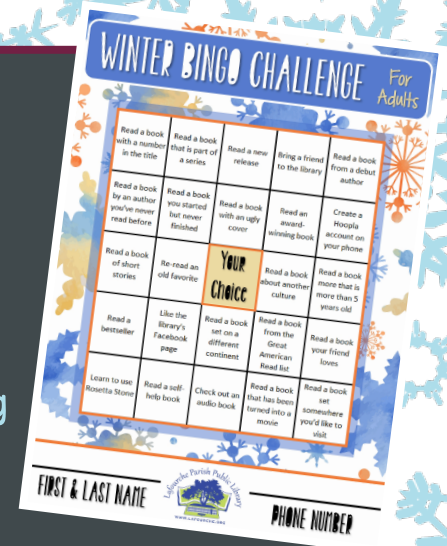 WINTER BINGO CHALLENGE
For
Adults
Read a book
with a number
in the title
Read a book
that is part of
a series
Read a new
release
Bring a friend
to the library
Read a book
from a debut
author
Read a book
by an author
you've never
read before
Read a book
you started
but never
finished
Read a book
with an ugly
cover
Read an
award-
winning book
Create a
Hoopla
account on
your phone
Read a book
of short
stories
Re-read an
old favorite
Your
Choice
Read a book
about another
culture
Read a book
more that is
more than 5
years old
Read a
bestseller
Like the
library's
Facebook
page
Read a book
set on a
different
continent
Read a book
from the
Great
American
Read list
Read a book
your friend
loves
Learn to use
Rosetta Stone
Read a self-
help book
Check out an
audio book
Read a book
that has been
turned into a
movie
Read a book
set
somewhere
you'd like to
visit
g
FIRST & LAST NAME
Lafourche Parish Public Library
WWW.LAFOURCHE.ORG
PHONE NUMBER